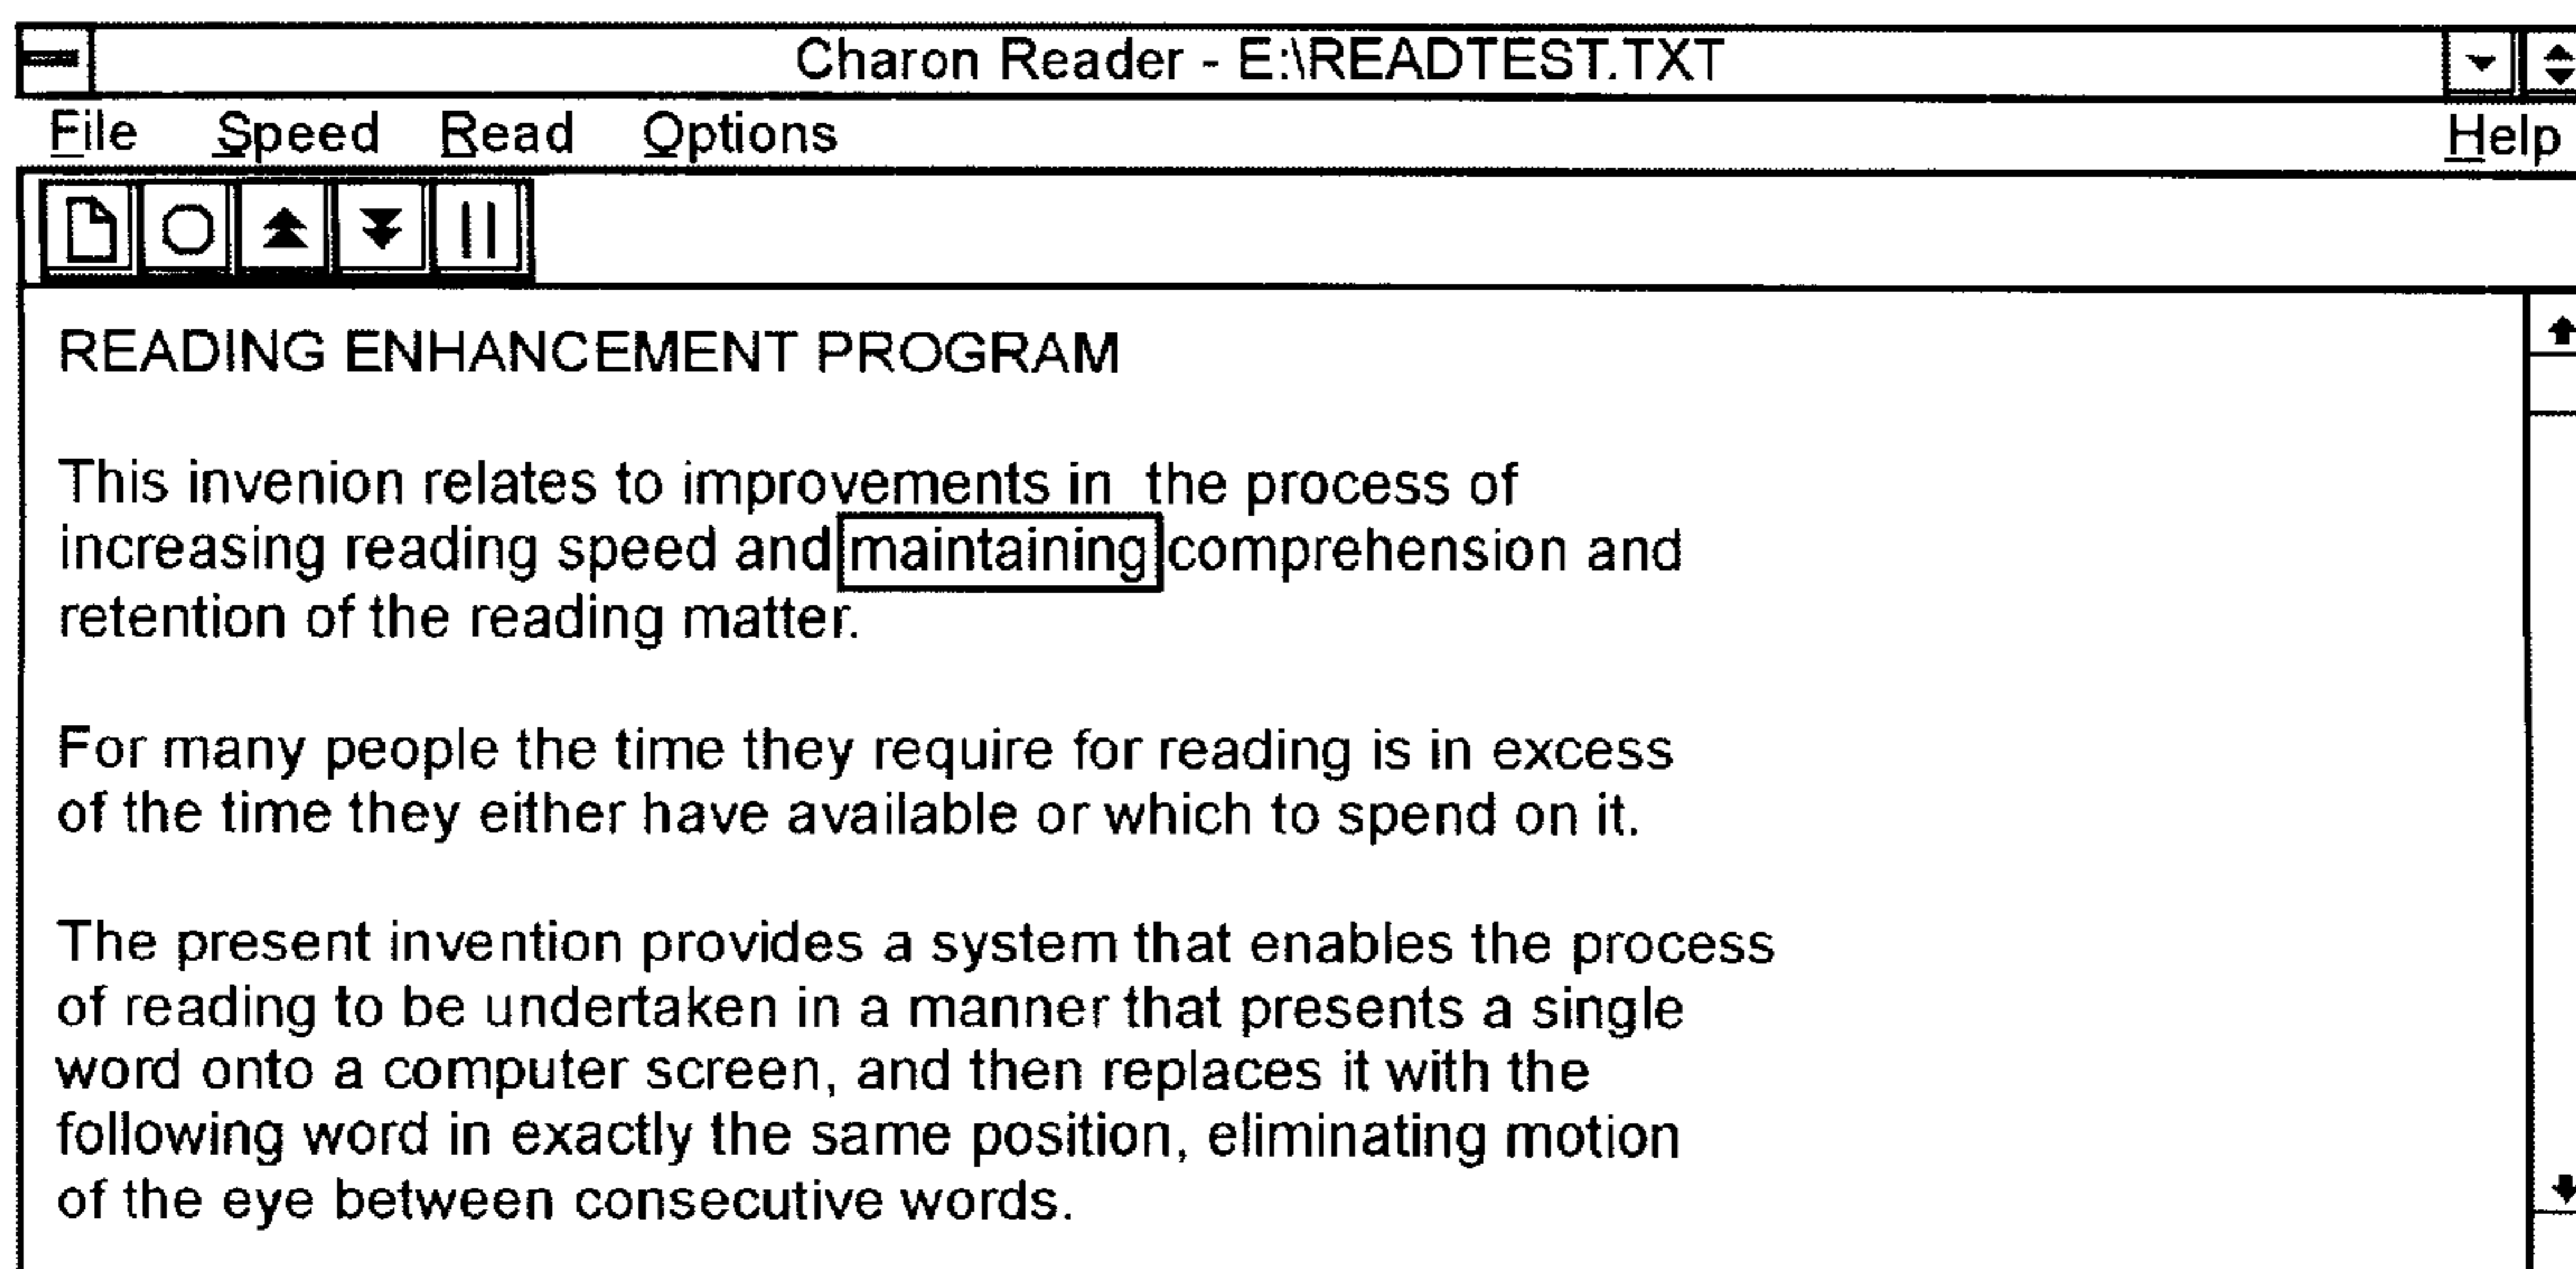 Charon Reader - E:\READTEST.TXT
File Speed Read Options Help
READING ENHANCEMENT PROGRAM
This invenion relates to improvements in  the process of
increasing reading speed and maintaining comprehension and
retention of the reading matter.
For many people the time they require for reading is in excess
of the time they either have available or which to spend on it.
The present invention provides a system that enables the process
of reading to be undertaken in a manner that presents a single
word onto a computer screen, and then replaces it with the
following word in exactly the same position, eliminating motion
of the eye between consecutive words.